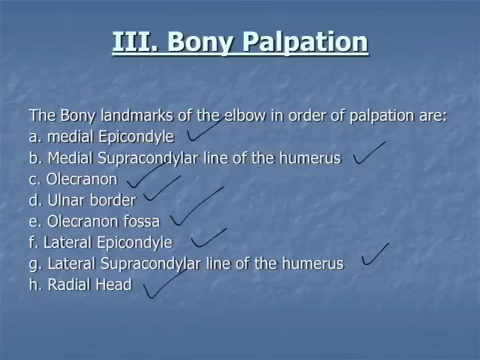 III. Bony Palpation
The Bony landmarks of the elbow in order of palpation are:
a. medial Epicondyle
b. Medial Supracondylar line of the humerus
c. Olecranon
d. Ulnar border
e. Olecranon fossa
f. Lateral Epicondyle
g. Lateral Supracondylar line of the humerus
h. Radial Head